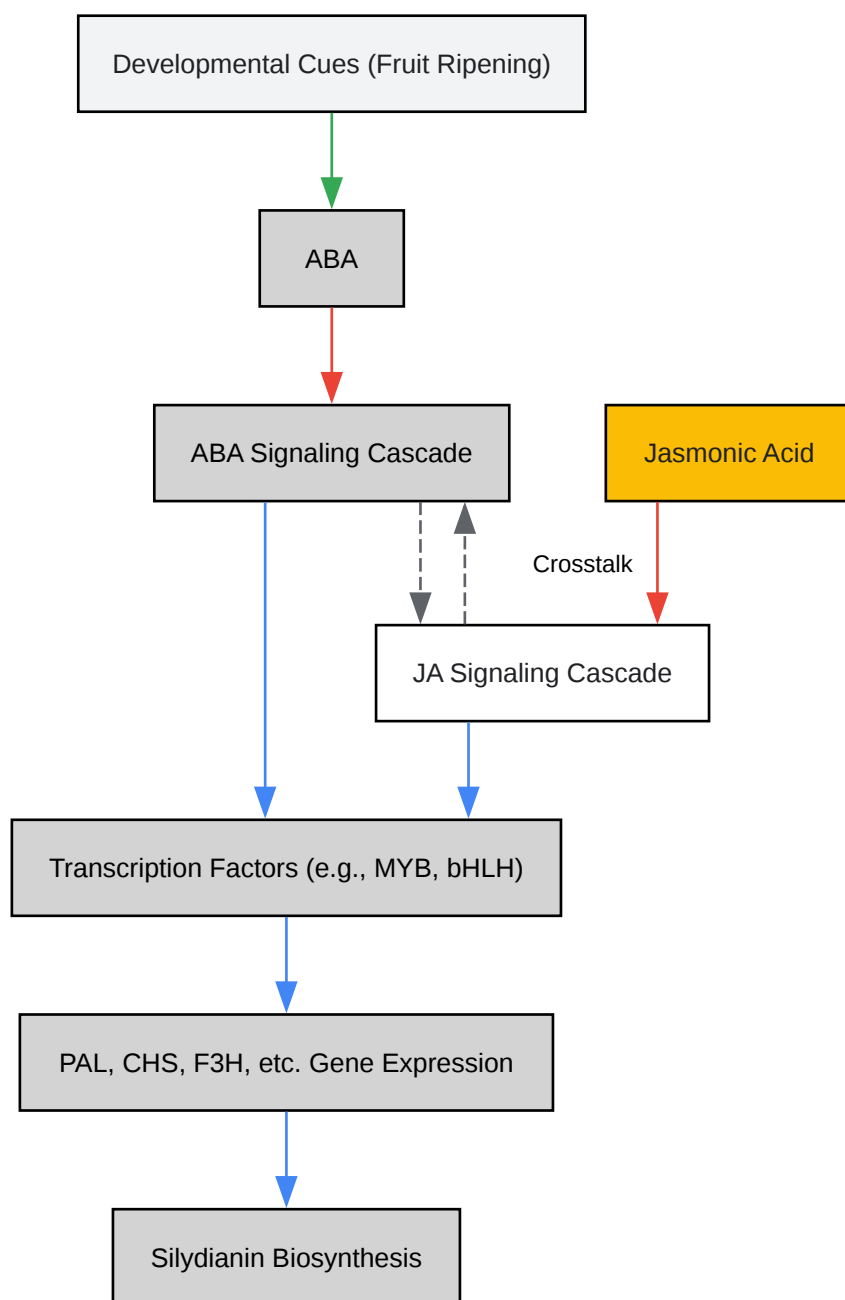 Developmental Cues (Fruit Ripening)
ABA
ABA Signaling Cascade
Jasmonic Acid
Crosstalk
JA Signaling Cascade
Transcription Factors (e.g., MYB, bHLH)
PAL, CHS, F3H, etc. Gene Expression
Silydianin Biosynthesis